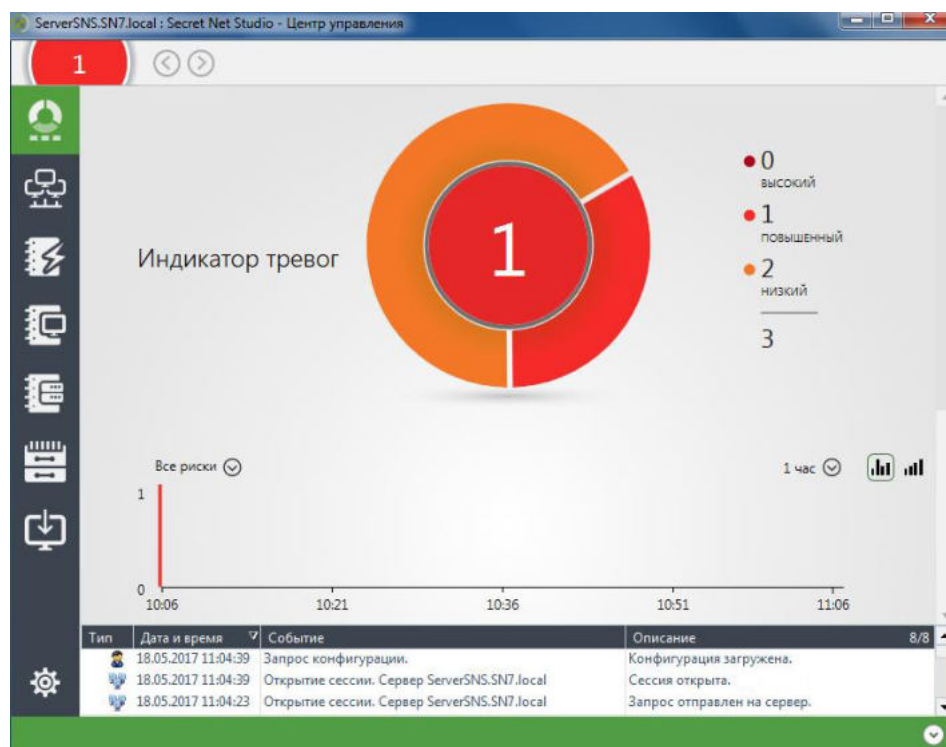 ServerSNS.SN7.local : Secret Net Studio - Центр управления
1
Индикатор тревог
1
0
высокий
1
повышенный
2
низкий
3
Все риски
1 час
1
0
10:06 10:21 10:36 10:51 11:06
Тип Дата и время Событие Описание 8/8
18.05.2017 11:04:39 Запрос конфигурации. Конфигурация загружена.
18.05.2017 11:04:39 Открытие сессии. Сервер ServerSNS.SN7.local Сессия открыта.
18.05.2017 11:04:23 Открытие сессии. Сервер ServerSNS.SN7.local Запрос отправлен на сервер.